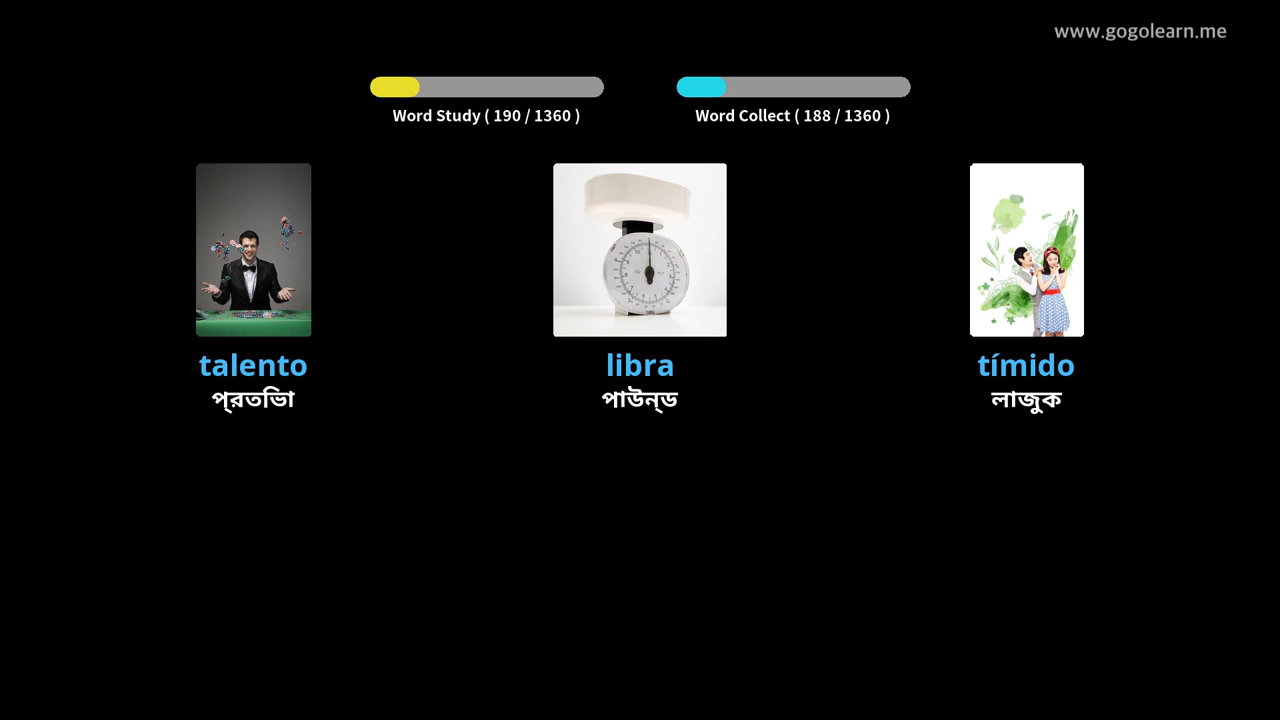 www.gogolearn.me
Word Study ( 190 / 1360 )
Word Collect ( 188 / 1360 )
talento
libra
tímido
প্রতিভা
পাউন্ড
লাজুক